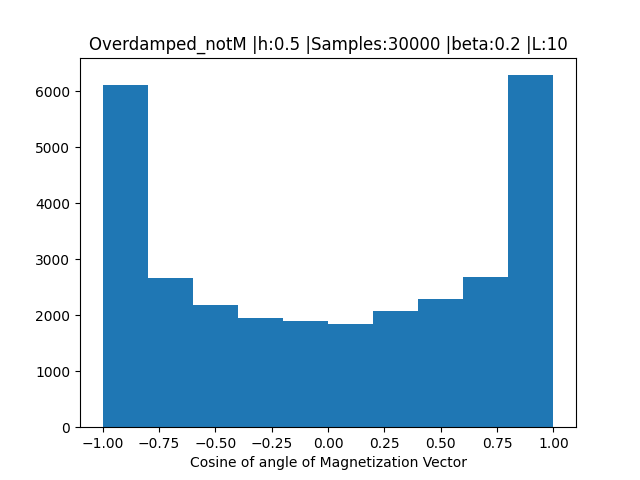 Overdamped_notM |h:0.5 |Samples:30000 |beta:0.2 |L:10
6000
5000
4000
3000
2000
1000
0
−1.00 −0.75 −0.50 −0.25 0.00 0.25 0.50 0.75 1.00
Cosine of angle of Magnetization Vector